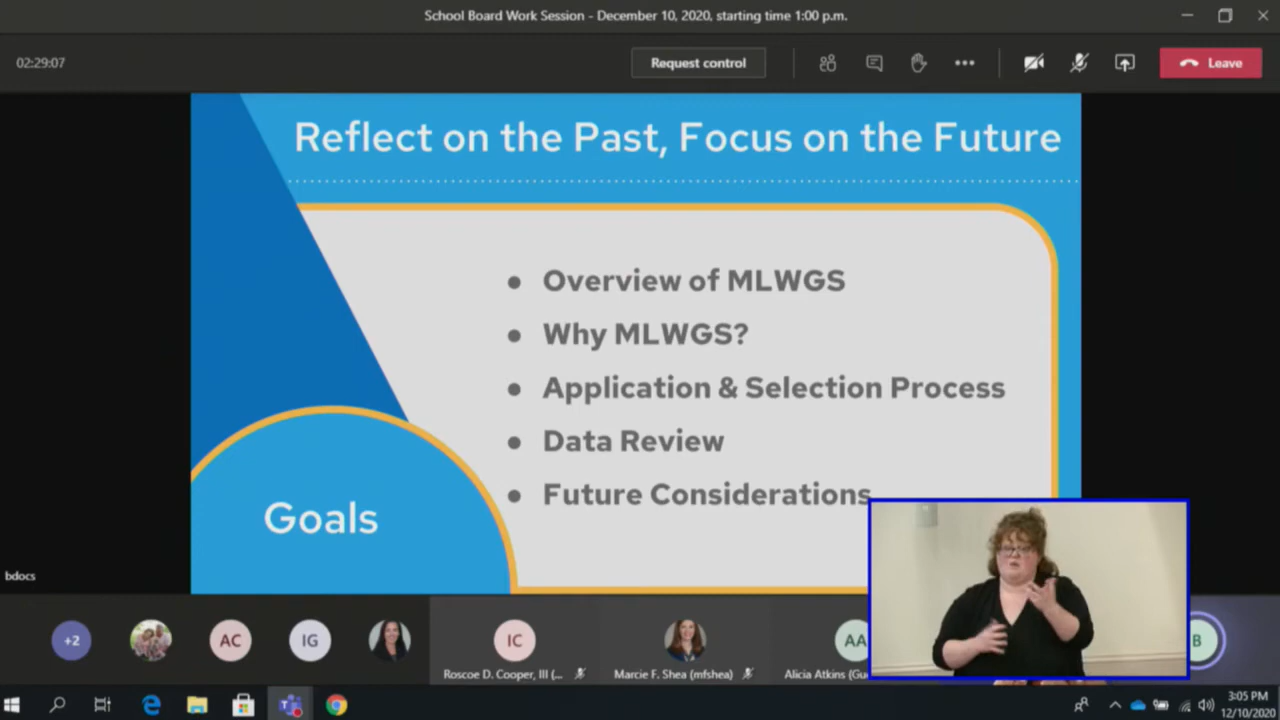 School Board Work Session - December 10, 2020, starting time 1:00 p.m.
02:29:07
Request control
Leave
Reflect on the Past, Focus on the Future
Overview of MLWGS
Why MLWGS?
Application & Selection Process
Data Review
Future Considerations
Goals
bdocs
+2
AC
IG
IC
AA
B
Roscoe D. Cooper, III (...
Marcie F. Shea (mfshea)
Alicia Atkins (Gu
3:05 PM
12/10/2020